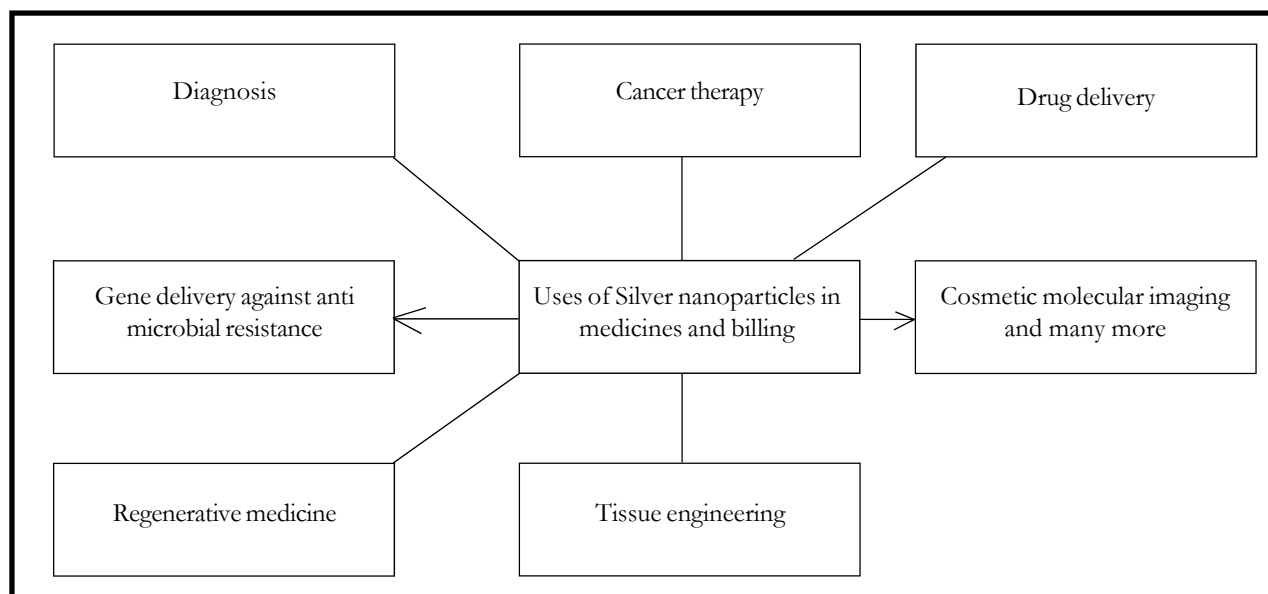 Diagnosis
Cancer therapy
Drug delivery
Gene delivery against anti
microbial resistance
Uses of Silver nanoparticles in
medicines and billing
Cosmetic molecular imaging
and many more
Regenerative medicine
Tissue engineering